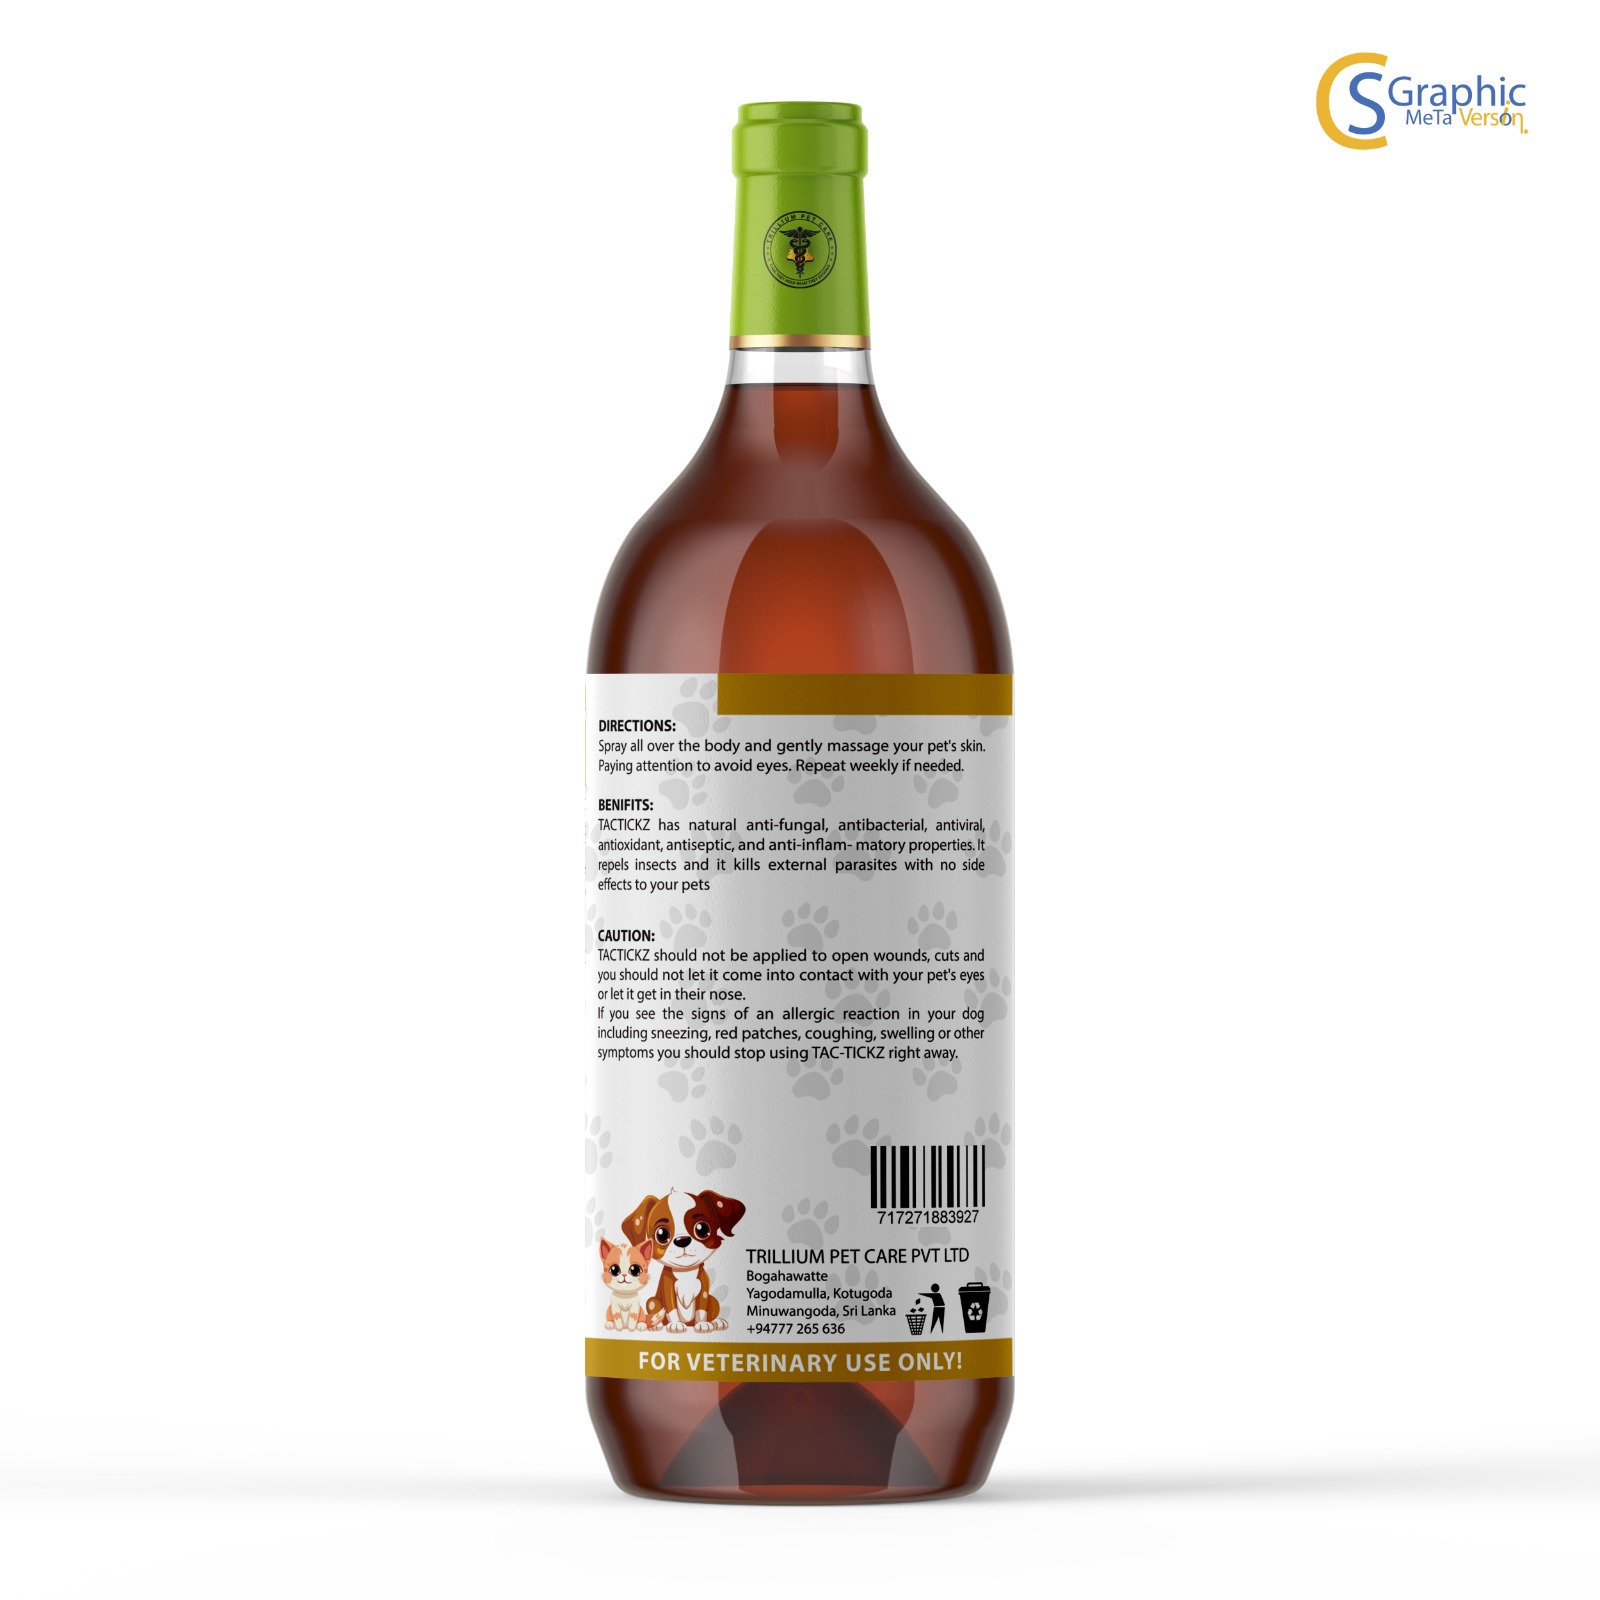 CS Graphic
MeTa Version.
TRILLIUM PET CARE
DIRECTIONS:
Spray all over the body and gently massage your pet's skin.
Paying attention to avoid eyes. Repeat weekly if needed.
BENIFITS:
TACTICKZ has natural anti-fungal, antibacterial, antiviral,
antioxidant, antiseptic, and anti-inflam- matory properties. It
repels insects and it kills external parasites with no side
effects to your pets
CAUTION:
TACTICKZ should not be applied to open wounds, cuts and
you should not let it come into contact with your pet's eyes
or let it get in their nose.
If you see the signs of an allergic reaction in your dog
including sneezing, red patches, coughing, swelling or other
symptoms you should stop using TAC-TICKZ right away.
717271883927
TRILLIUM PET CARE PVT LTD
Bogahawatte
Yagodamulla, Kotugoda
Minuwangoda, Sri Lanka
+94777 265 636
FOR VETERINARY USE ONLY!